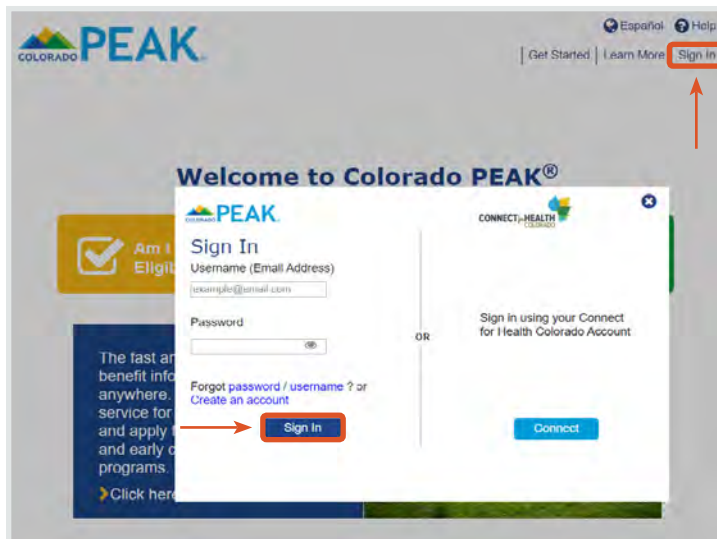 Español Help
COLORADO PEAK
Get Started Learn More Sign In
Welcome to Colorado PEAK®
Am I
Eligib
COLORADO PEAK
Sign In
Username (Email Address)
example@email.com
Password
Forgot password / username ? or
Create an account
Sign In
OR
CONNECT for HEALTH
COLORADO
Sign in using your Connect
for Health Colorado Account
Connect
The fast an
benefit info
anywhere.
service for
and apply
and early c
programs.
Click here